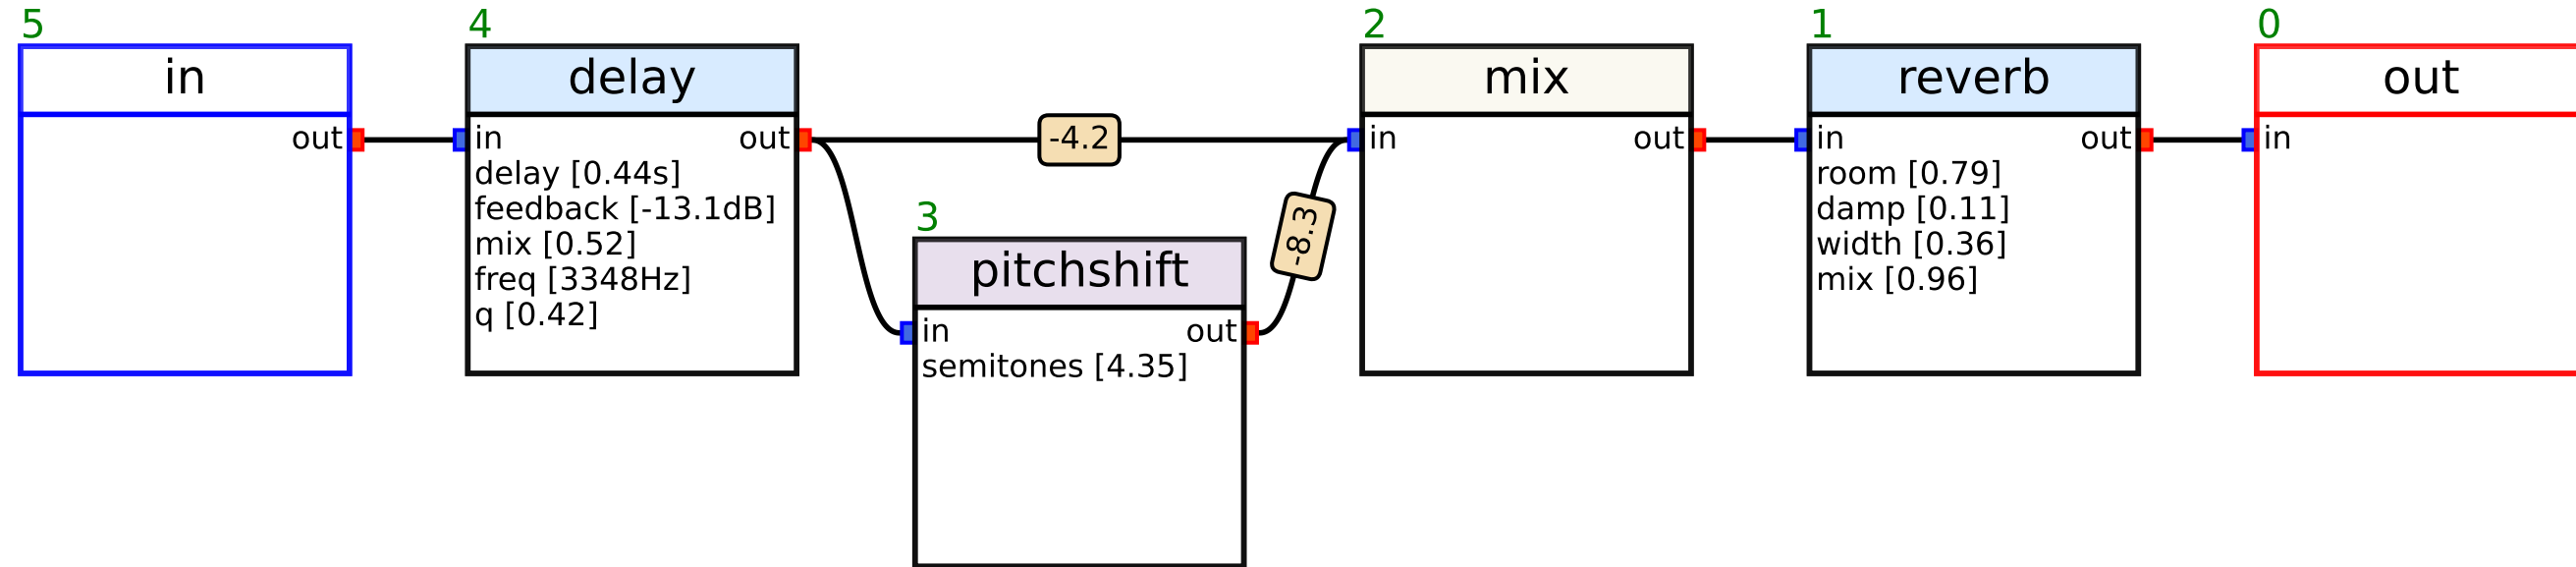 5
in
out
4
delay
in out
delay [0.44s]
feedback [-13.1dB]
mix [0.52]
freq [3348Hz]
q [0.42]
-4.2
3
pitchshift
in out
semitones [4.35]
-8.3
2
mix
in out
1
reverb
in out
room [0.79]
damp [0.11]
width [0.36]
mix [0.96]
0
out
in